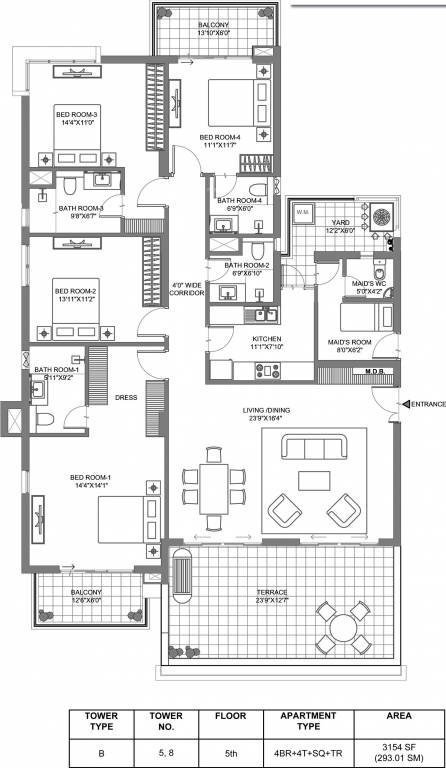 BALCONY
13'10"X6'0"
BED ROOM-3
14'4"X11'0"
BED ROOM-4
11'1"X11'7"
BATH ROOM-3
9'8"X6'7"
BATH ROOM-4
6'9"X6'0"
W.M.
YARD
12'2"X6'0"
BED ROOM-2
13'11"X11'2"
4'0" WIDE
CORRIDOR
BATH ROOM-2
6'9"X6'10"
MAID'S WC
5'0"X4'2"
KITCHEN
11'1"X7'10"
MAID'S ROOM
8'0"X6'2"
BATH ROOM-1
5'11"X9'2"
M.D.B.
DRESS
ENTRANCE
LIVING /DINING
23'9"X16'4"
BED ROOM-1
14'4"X14'1"
BALCONY
12'6"X6'0"
TERRACE
23'9"X12'7"
TOWER TYPE
TOWER NO.
FLOOR
APARTMENT TYPE
AREA
B
5, 8
5th
4BR+4T+SQ+TR
3154 SF
(293.01 SM)